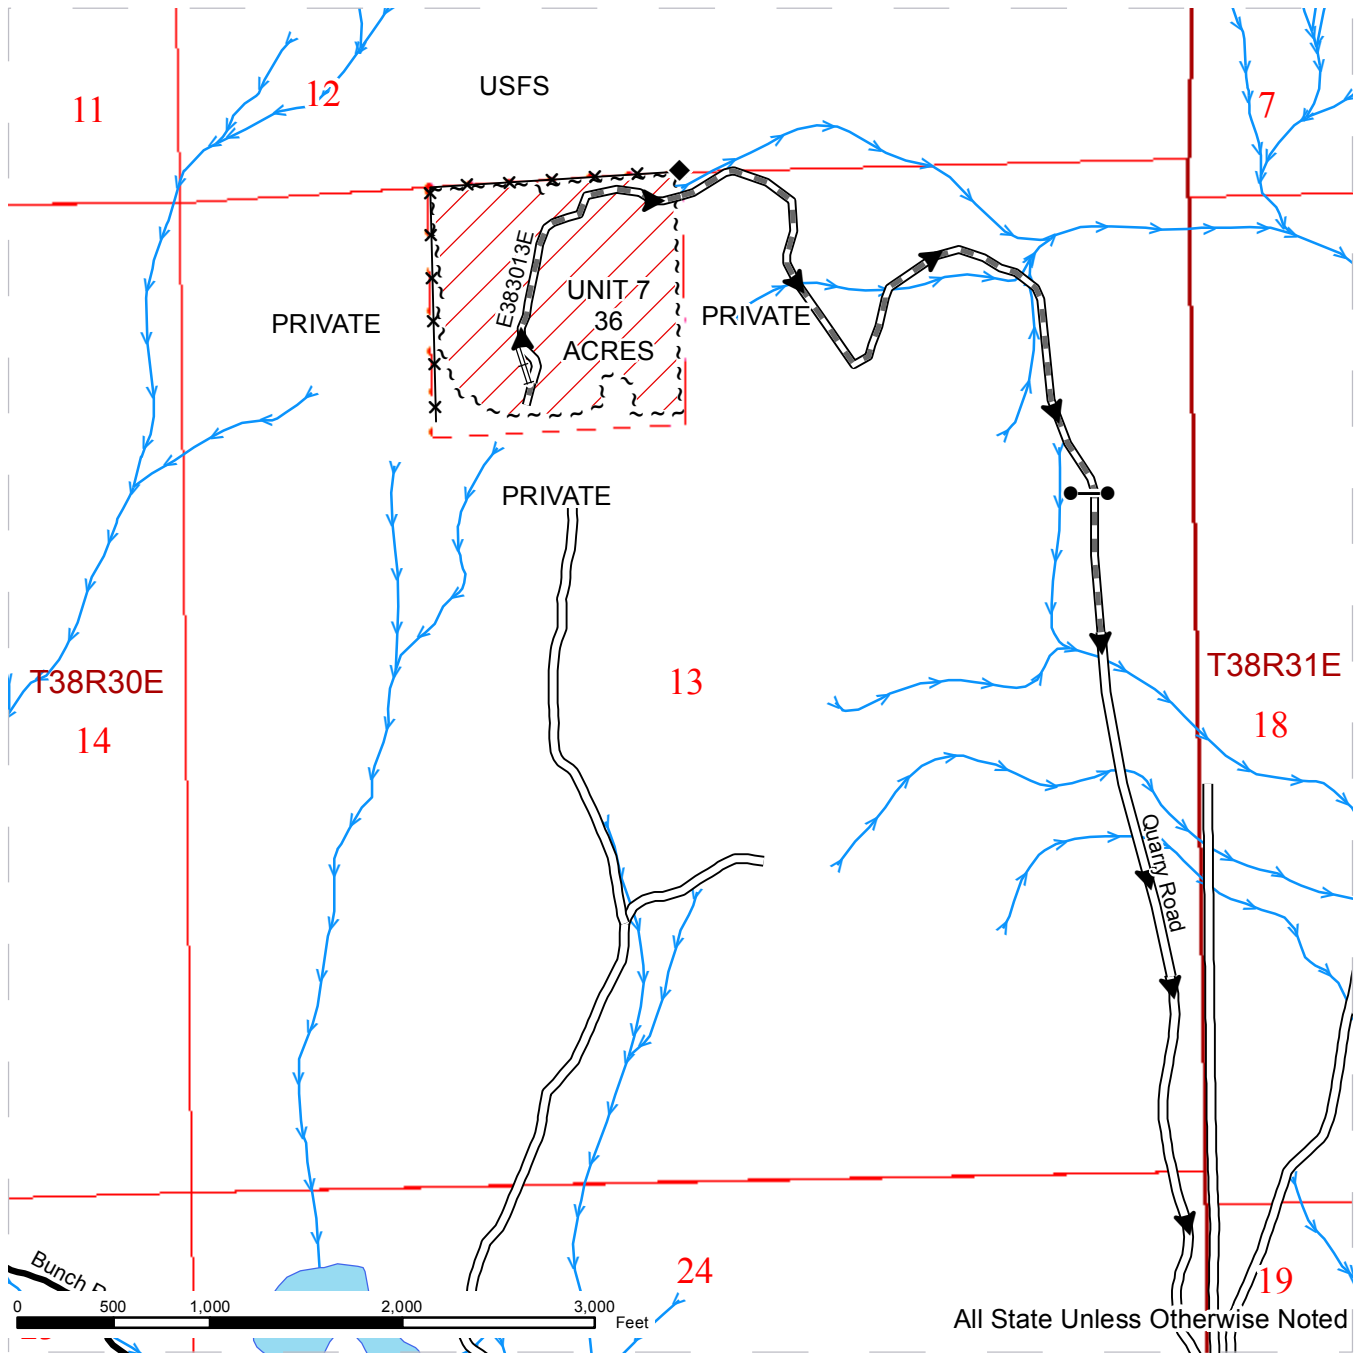 USFS
11
12
7
E383013E
UNIT 7
36
ACRES
PRIVATE
PRIVATE
PRIVATE
T38R30E
13
T38R31E
14
18
Quarry Road
24
19
Bunch
0 500 1,000 2,000 3,000
Feet
All State Unless Otherwise Noted